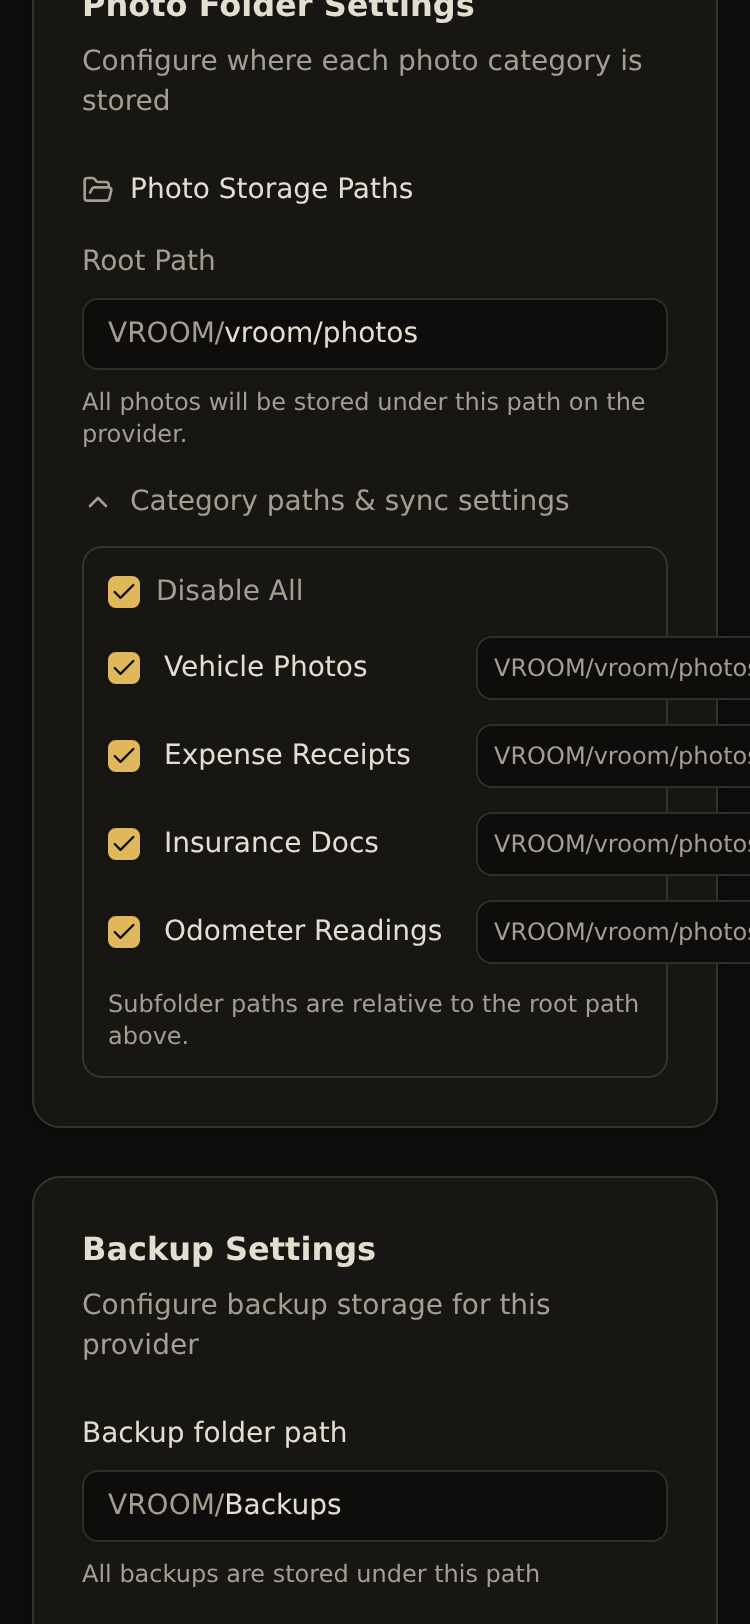 Photo Folder Settings
Configure where each photo category is
stored
Photo Storage Paths
Root Path
VROOM/vroom/photos
All photos will be stored under this path on the
provider.
Category paths & sync settings
Disable All
Vehicle Photos VROOM/vroom/photos
Expense Receipts VROOM/vroom/photos
Insurance Docs VROOM/vroom/photos
Odometer Readings VROOM/vroom/photos
Subfolder paths are relative to the root path
above.
Backup Settings
Configure backup storage for this
provider
Backup folder path
VROOM/Backups
All backups are stored under this path